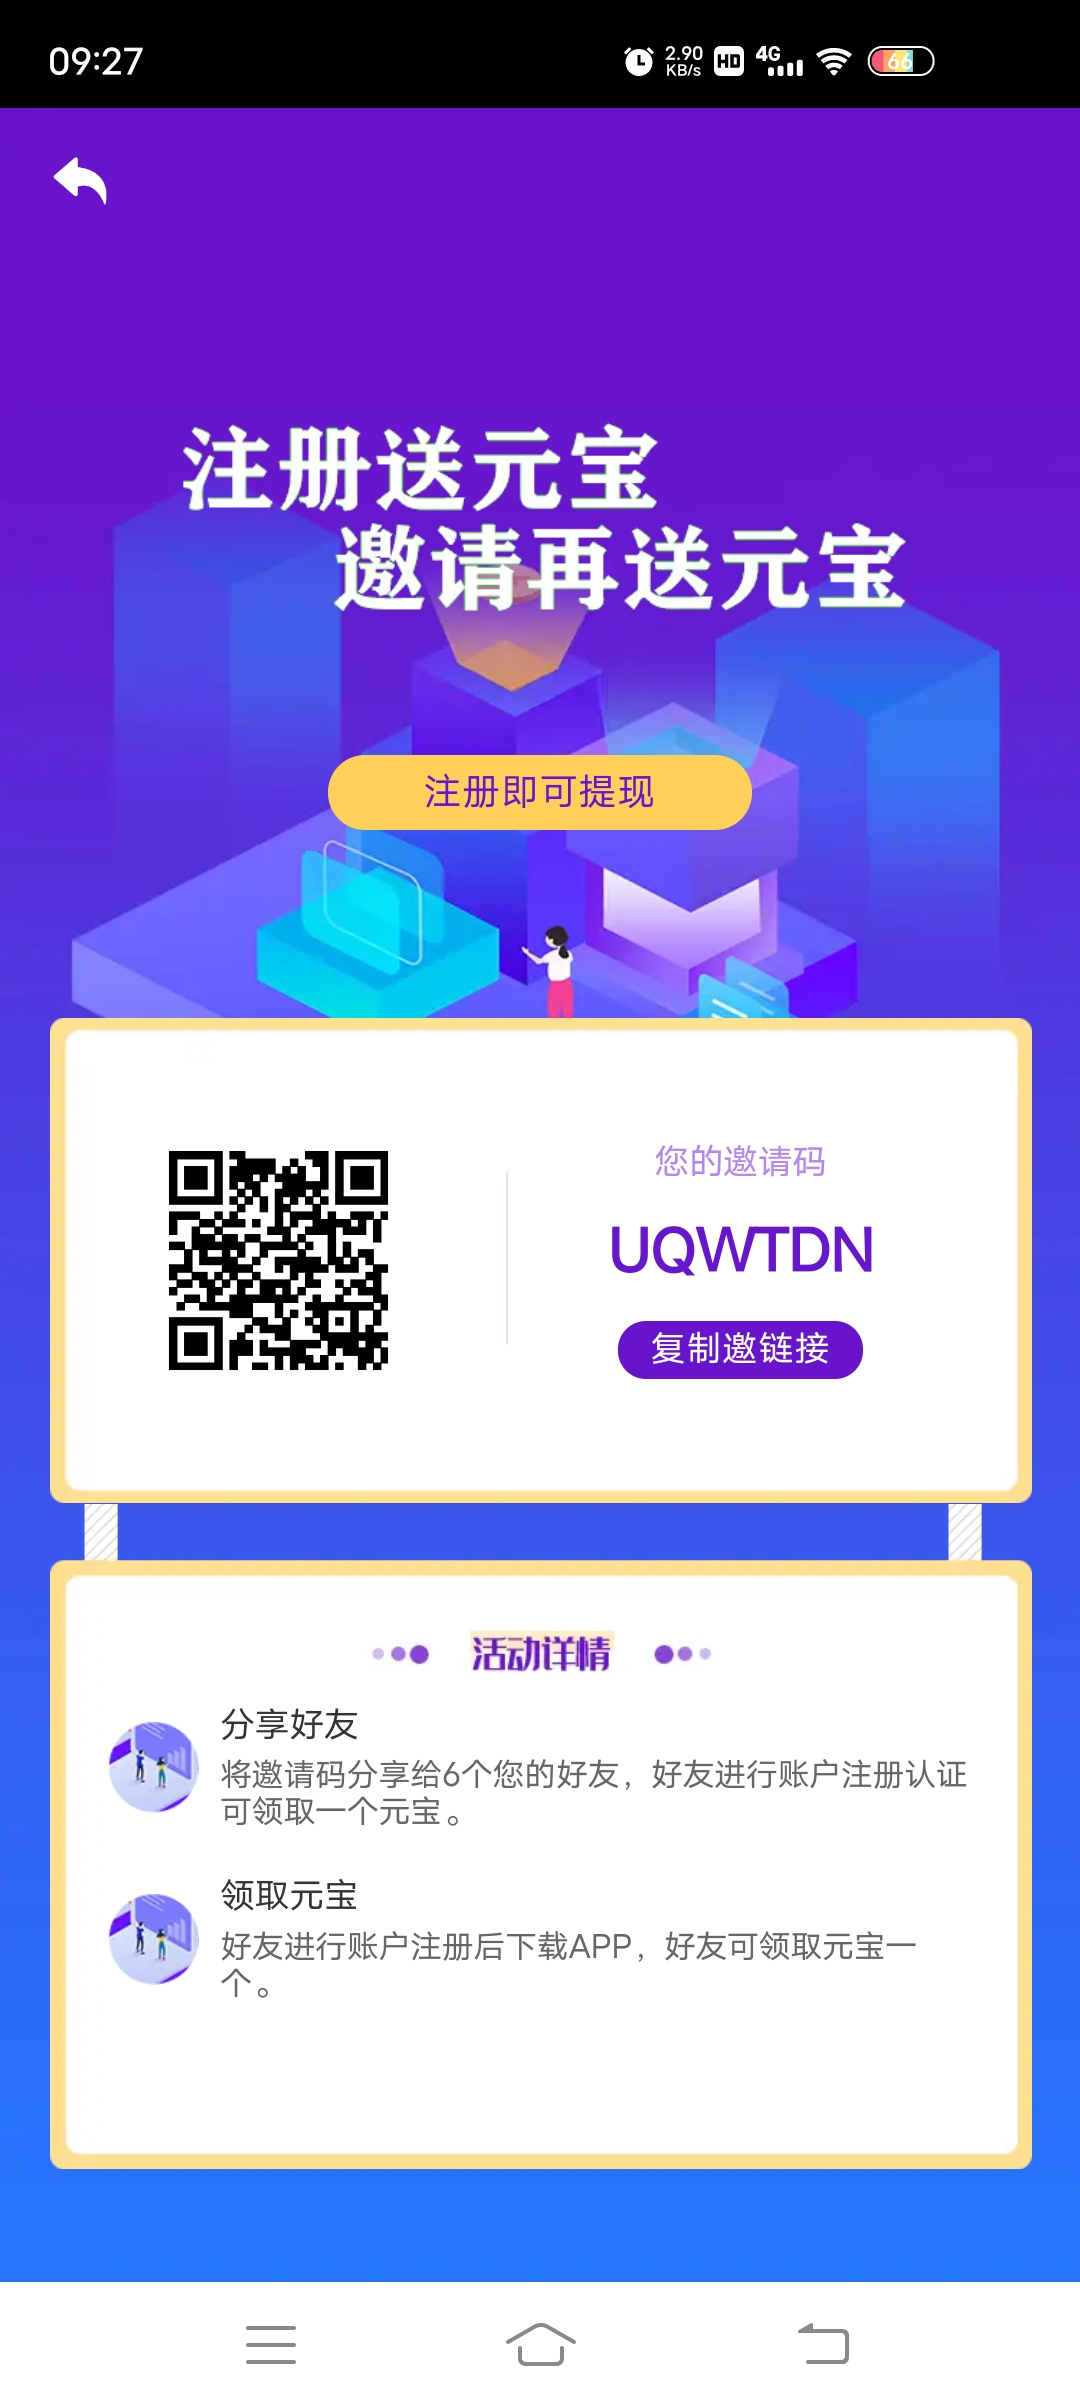 09:27
2.90
KB/s
HD
4G
66
注册送元宝
邀请再送元宝
注册即可提现
您的邀请码
UQWTDN
复制邀链接
活动详情
分享好友
将邀请码分享给6个您的好友，好友进行账户注册认证
可领取一个元宝。
领取元宝
好友进行账户注册后下载APP，好友可领取元宝一
个。